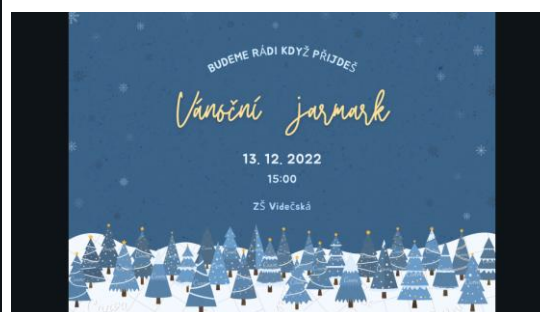 BUDEME RÁDI KDYŽ PŘIJDEŠ
Vánoční jarmark
13. 12. 2022
15:00
ZŠ Videčská